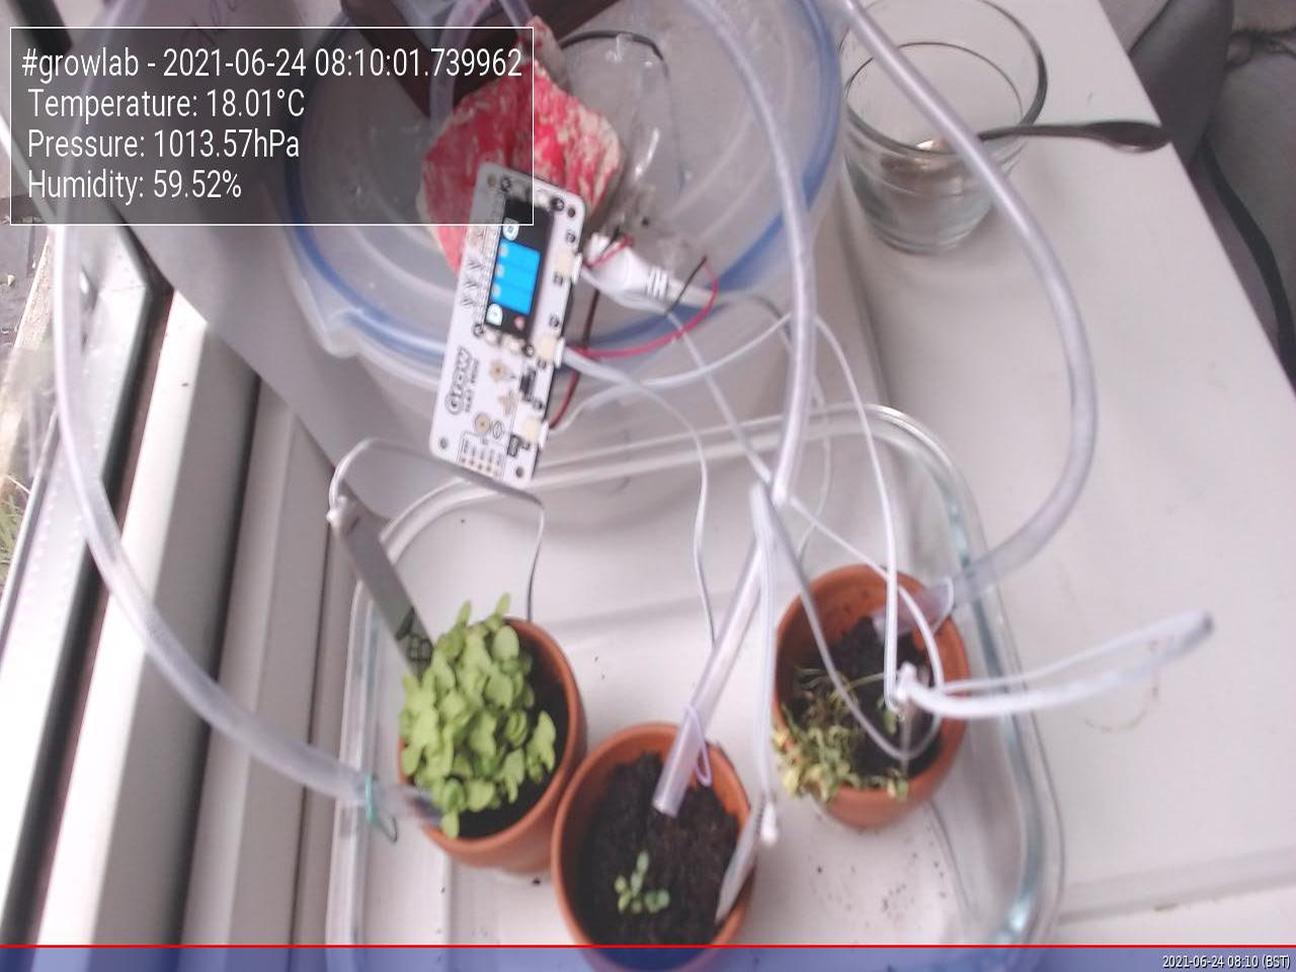 #growlab - 2021-06-24 08:10:01.739962
Temperature: 18.01°C
Pressure: 1013.57hPa
Humidity: 59.52%
GROW
2021-06-24 08:10 (BST)